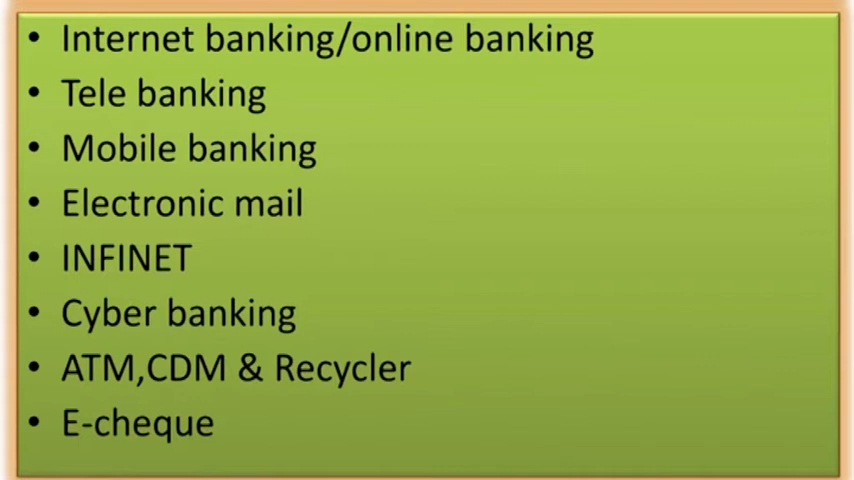 • Internet banking/online banking
• Tele banking
• Mobile banking
• Electronic mail
• INFINET
• Cyber banking
• ATM,CDM & Recycler
• E-cheque